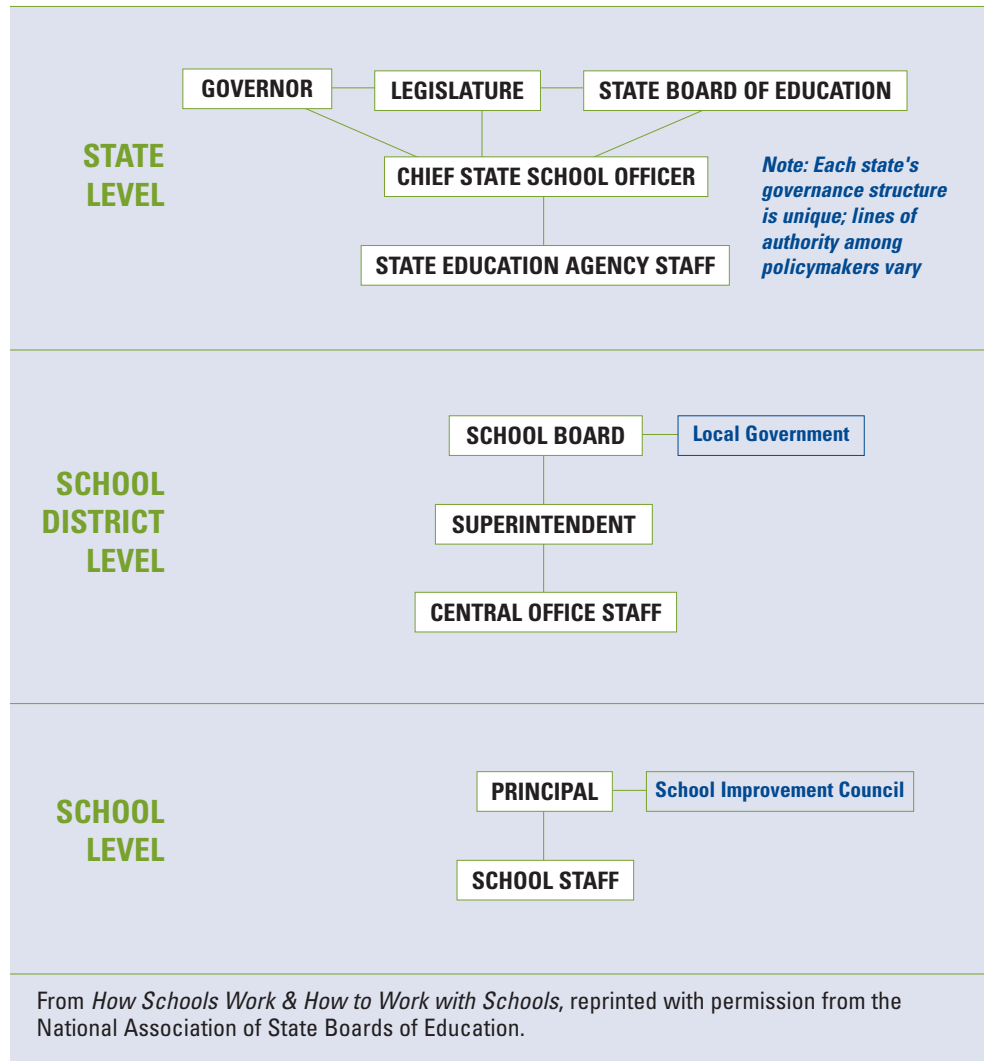 GOVERNOR
LEGISLATURE
STATE BOARD OF EDUCATION
STATE
LEVEL
CHIEF STATE SCHOOL OFFICER
STATE EDUCATION AGENCY STAFF
Note: Each state's
governance structure
is unique; lines of
authority among
policymakers vary
SCHOOL
DISTRICT
LEVEL
SCHOOL BOARD
Local Government
SUPERINTENDENT
CENTRAL OFFICE STAFF
SCHOOL
LEVEL
PRINCIPAL
School Improvement Council
SCHOOL STAFF
From How Schools Work & How to Work with Schools, reprinted with permission from the
National Association of State Boards of Education.